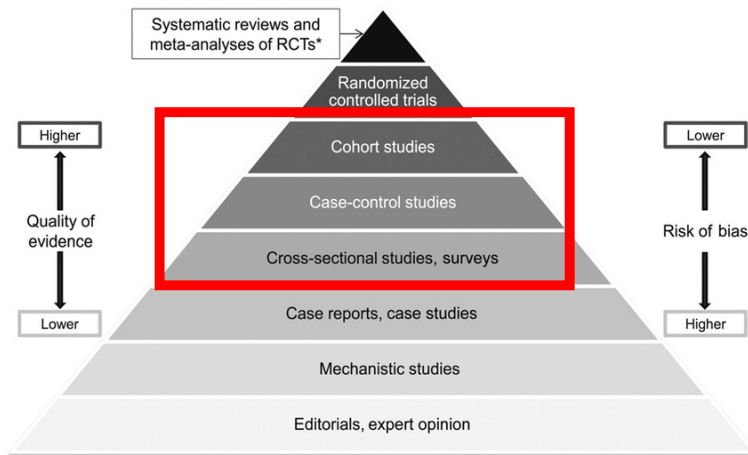 Systematic reviews and
meta-analyses of RCTs*
Randomized
controlled trials
Cohort studies
Case-control studies
Cross-sectional studies, surveys
Case reports, case studies
Mechanistic studies
Editorials, expert opinion
Higher
Quality of
evidence
Lower
Lower
Risk of bias
Higher